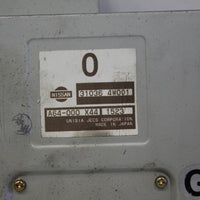 0
NISSAN
31036 4W001
A64-000 X44 1523
UNISIA JECS CORPORATION
MADE IN JAPAN
G